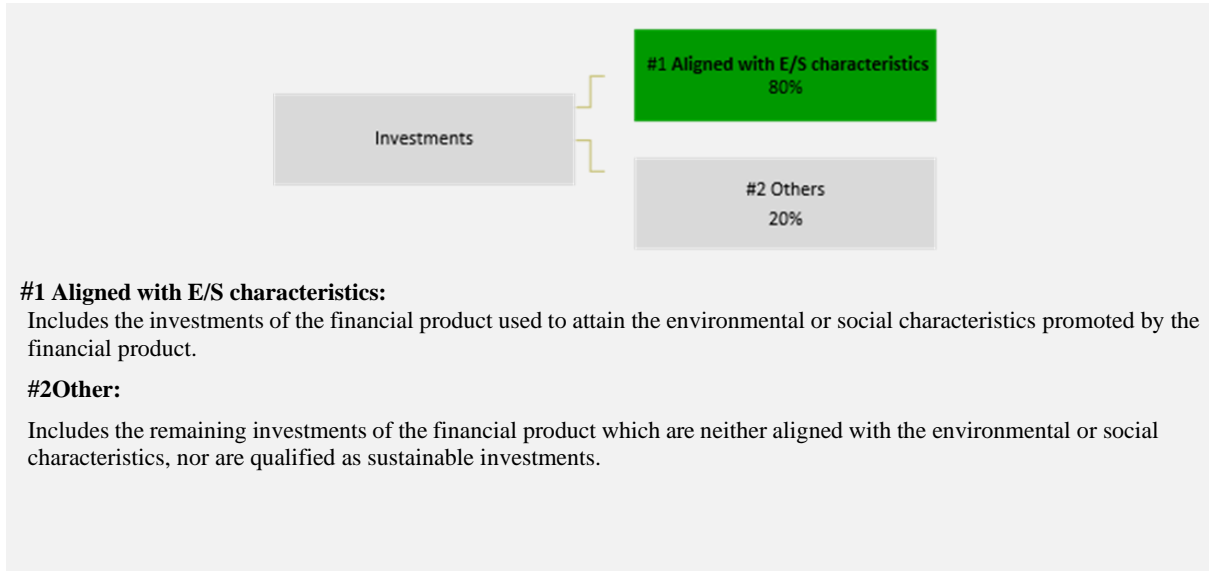 #1 Aligned with E/S characteristics
80%
Investments
#2 Others
20%
#1 Aligned with E/S characteristics:
Includes the investments of the financial product used to attain the environmental or social characteristics promoted by the
financial product.
#2Other:
Includes the remaining investments of the financial product which are neither aligned with the environmental or social
characteristics, nor are qualified as sustainable investments.